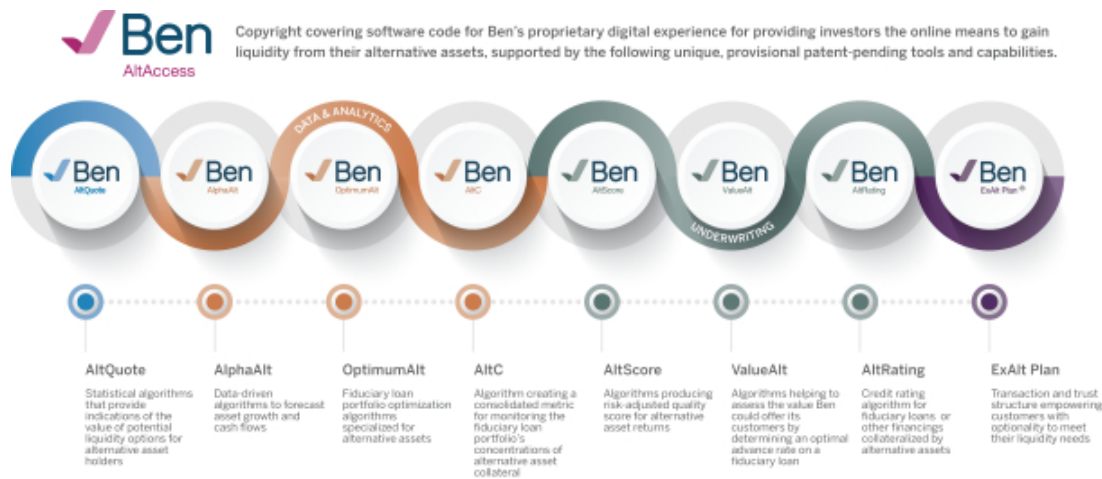 Ben
AltAccess
Copyright covering software code for Ben's proprietary digital experience for providing investors the online means to gain
liquidity from their alternative assets, supported by the following unique, provisional patent-pending tools and capabilities.
DATA & ANALYTICS
Ben
AltQuote
Ben
AlphaAlt
Ben
OptimumAlt
Ben
AltC
Ben
AltScore
Ben
ValueAlt
Ben
AltRating
Ben
ExAlt Plan ®
UNDERWRITING
AltQuote
Statistical algorithms
that provide
indications of the
value of potential
liquidity options for
alternative asset
holders
AlphaAlt
Data-driven
algorithms to forecast
asset growth and
cash flows
OptimumAlt
Fiduciary loan
portfolio optimization
algorithms
specialized for
alternative assets
AltC
Algorithm creating a
consolidated metric
for monitoring the
fiduciary loan
portfolio's
concentrations of
alternative asset
collateral
AltScore
Algorithms producing
risk-adjusted quality
score for alternative
asset returns
ValueAlt
Algorithms helping to
assess the value Ben
could offer its
customers by
determining an optimal
advance rate on a
fiduciary loan
AltRating
Credit rating
algorithm for
fiduciary loans or
other financings
collateralized by
alternative assets
ExAlt Plan
Transaction and trust
structure empowering
customers with
optionality to meet
their liquidity needs